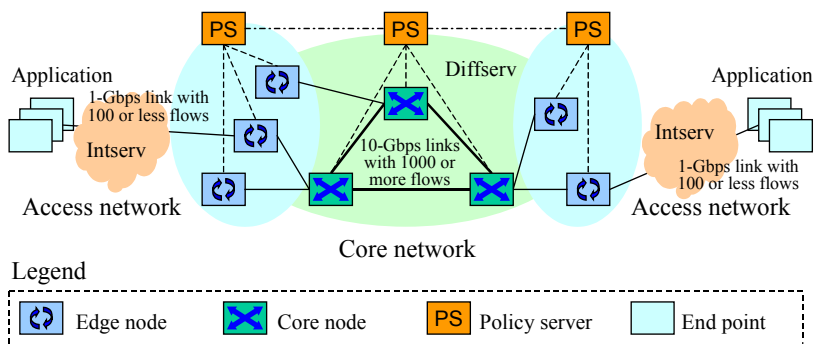 PS
PS
PS
Application
Application
Diffserv
1-Gbps link with
100 or less flows
Intserv
10-Gbps links
with 1000 or
more flows
Intserv
1-Gbps link with
100 or less flows
Access network
Access network
Core network
Legend
Edge node
Core node
PS
Policy server
End point